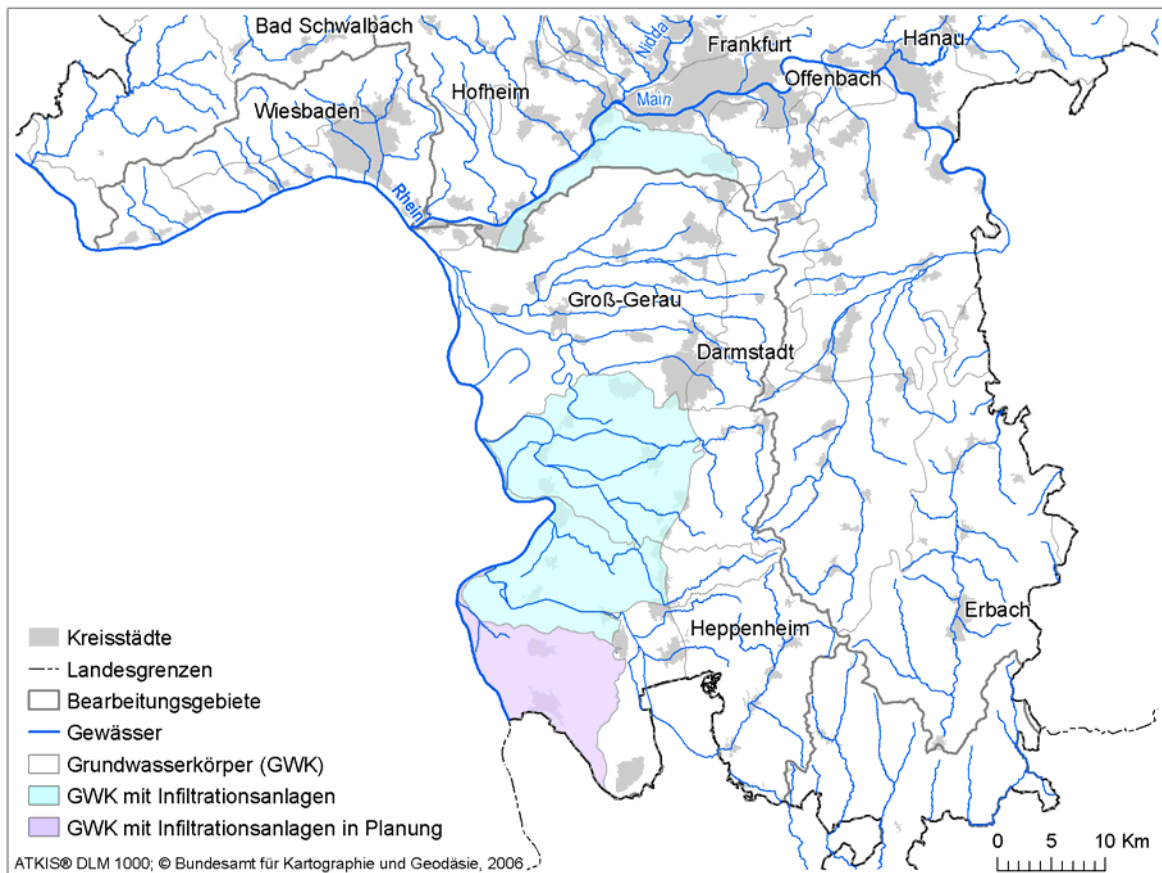 Bad Schwalbach
Nidda
Frankfurt
Hanau
Hofheim
Offenbach
Wiesbaden
Main
Rhein
Groß-Gerau
Darmstadt
Erbach
Heppenheim
Kreisstädte
Landesgrenzen
Bearbeitungsgebiete
Gewässer
Grundwasserkörper (GWK)
GWK mit Infiltrationsanlagen
GWK mit Infiltrationsanlagen in Planung
0 5 10 Km
ATKIS® DLM 1000; © Bundesamt für Kartographie und Geodäsie, 2006